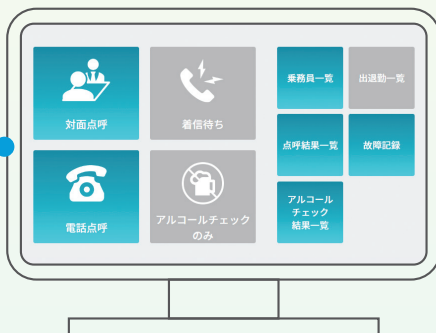 対面点呼
着信待ち
乗務員一覧
出退勤一覧
点呼結果一覧
故障記録
電話点呼
アルコールチェック
のみ
アルコール
チェック
結果一覧